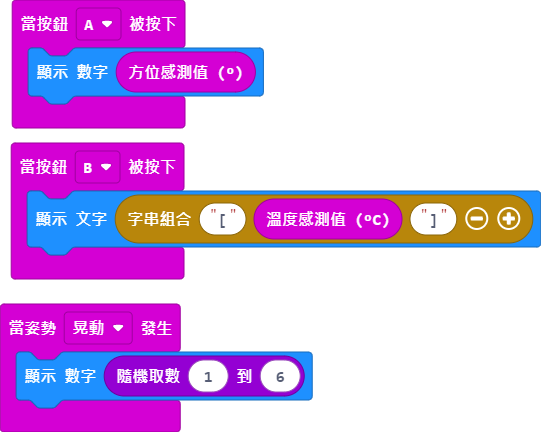 當按鈕 A 被按下
顯示 數字 方位感測值 (º)
當按鈕 B 被按下
顯示 文字 字串組合 "[" 溫度感測值 (ºC) "]"
當姿勢 晃動 發生
顯示 數字 隨機取數 1 到 6